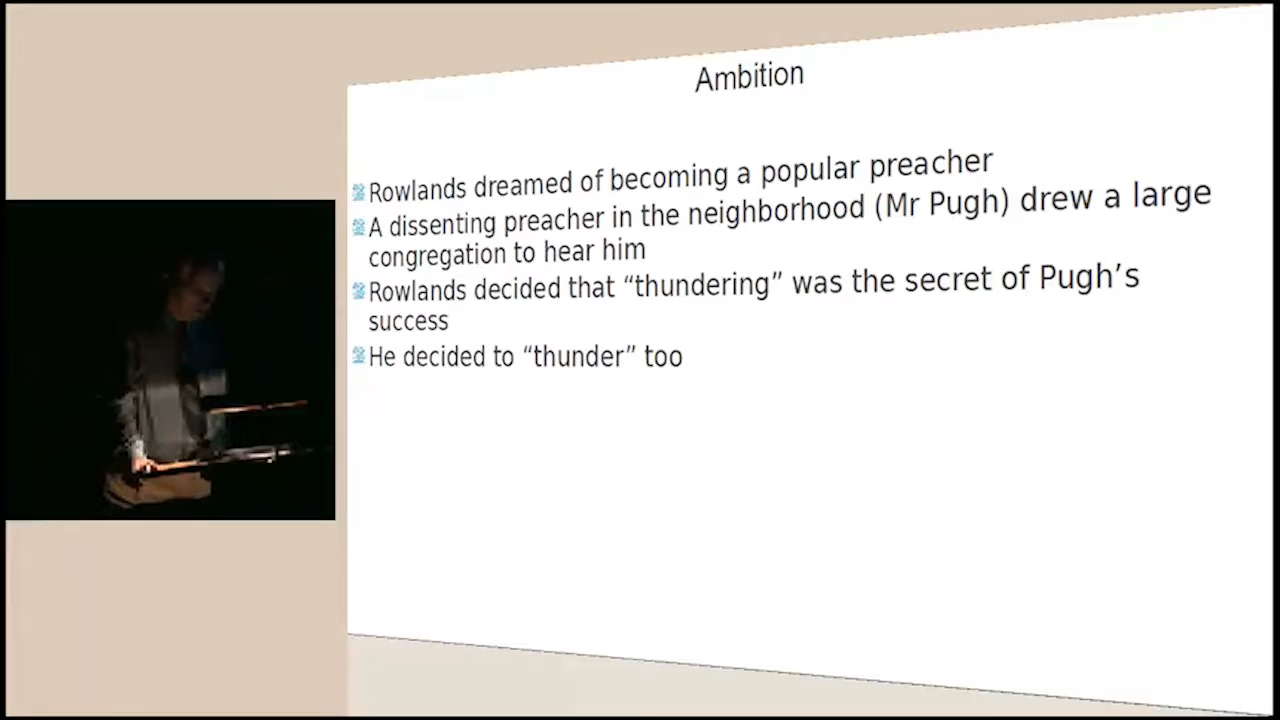 Ambition
Rowlands dreamed of becoming a popular preacher
A dissenting preacher in the neighborhood (Mr Pugh) drew a large
congregation to hear him
Rowlands decided that “thundering” was the secret of Pugh’s
success
He decided to “thunder” too